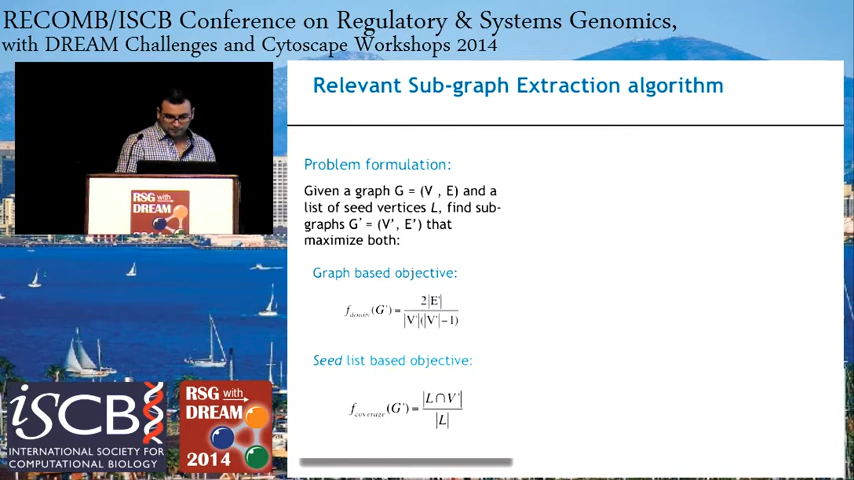 RECOMB/ISCB Conference on Regulatory & Systems Genomics,
with DREAM Challenges and Cytoscape Workshops 2014
Relevant Sub-graph Extraction algorithm
RSG with
DREAM
Problem formulation:
Given a graph G = (V , E) and a
list of seed vertices L, find sub-
graphs G' = (V', E') that
maximize both:
Graph based objective:
f_density(G') = 2|E'| / |V'|(|V'|-1)
Seed list based objective:
f_coverage(G') = |L ∩ V'| / |L|
iSCB
INTERNATIONAL SOCIETY FOR
COMPUTATIONAL BIOLOGY
RSG with
DREAM
2014